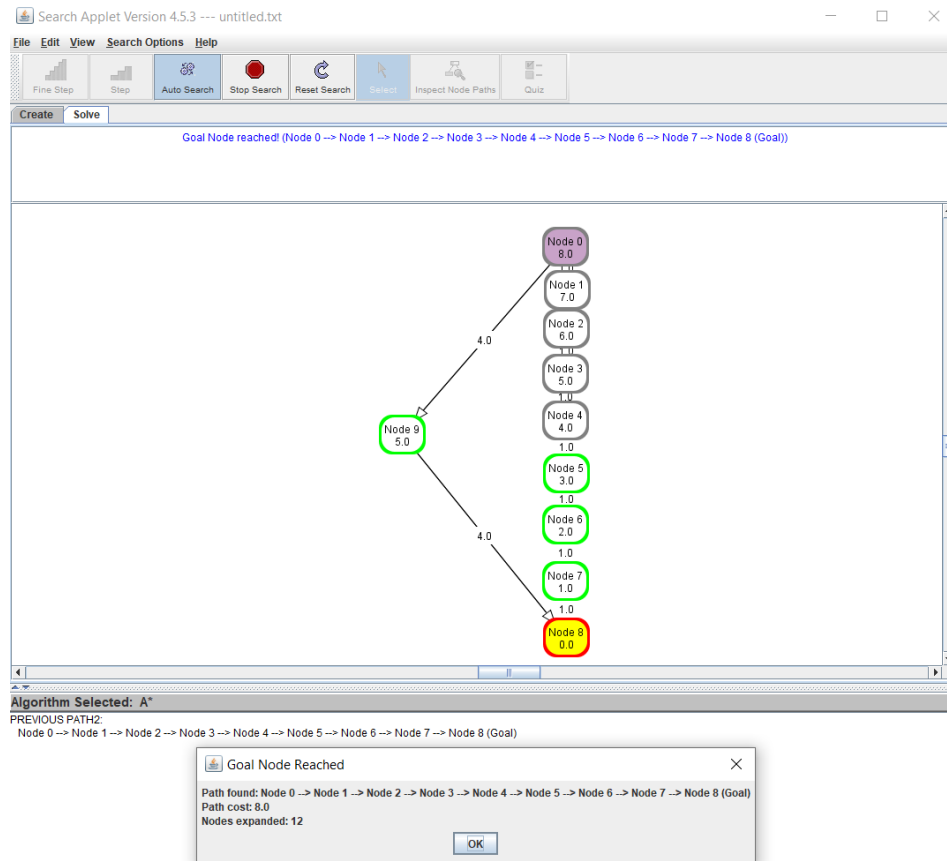 Search Applet Version 4.5.3 --- untitled.txt
File Edit View Search Options Help
Fine Step Step Auto Search Stop Search Reset Search Select Inspect Node Paths Quiz
Create Solve
Goal Node reached! (Node 0 --> Node 1 --> Node 2 --> Node 3 --> Node 4 --> Node 5 --> Node 6 --> Node 7 --> Node 8 (Goal))
Node 0
8.0
1.0
Node 1
7.0
Node 2
6.0
4.0
1.0
Node 3
5.0
1.0
Node 4
4.0
Node 9
5.0
1.0
Node 5
3.0
1.0
Node 6
2.0
4.0
1.0
Node 7
1.0
1.0
Node 8
0.0
Algorithm Selected: A*
PREVIOUS PATH2:
Node 0 --> Node 1 --> Node 2 --> Node 3 --> Node 4 --> Node 5 --> Node 6 --> Node 7 --> Node 8 (Goal)
Goal Node Reached
Path found: Node 0 --> Node 1 --> Node 2 --> Node 3 --> Node 4 --> Node 5 --> Node 6 --> Node 7 --> Node 8 (Goal)
Path cost: 8.0
Nodes expanded: 12
OK